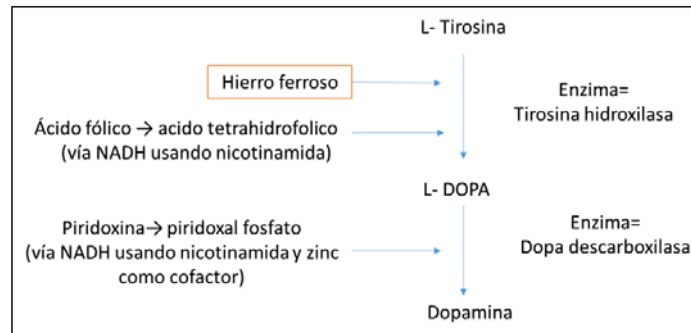 L- Tirosina
Hierro ferroso
Enzima=
Tirosina hidroxilasa
Ácido fólico → acido tetrahidrofolico
(vía NADH usando nicotinamida)
L- DOPA
Piridoxina→ piridoxal fosfato
(vía NADH usando nicotinamida y zinc
como cofactor)
Enzima=
Dopa descarboxilasa
Dopamina